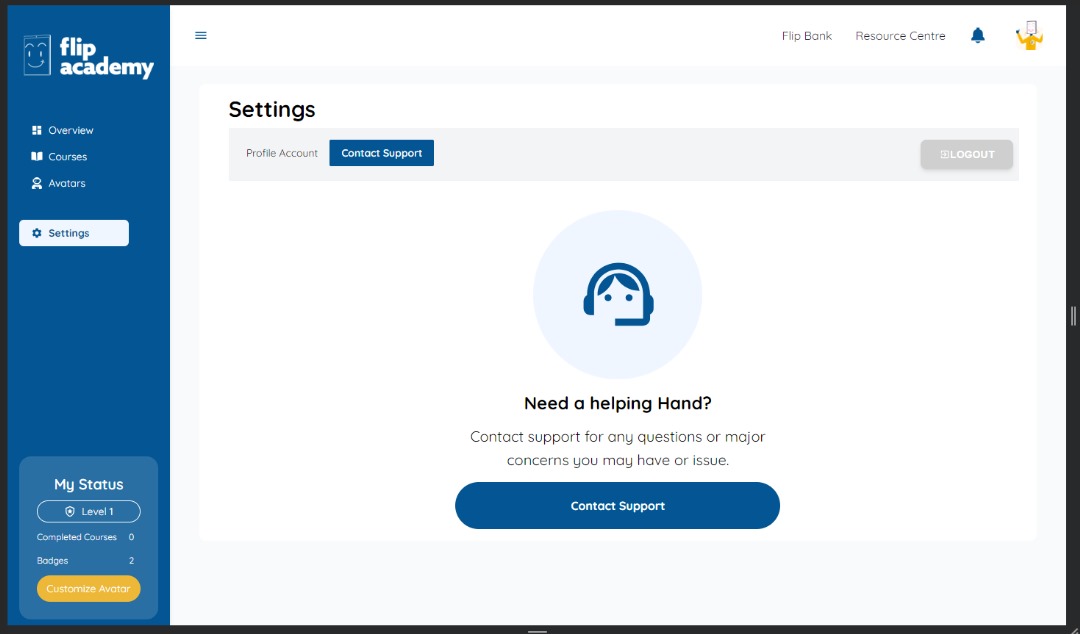 flip
academy
Flip Bank
Resource Centre
Overview
Courses
Avatars
Settings
Settings
Profile Account
Contact Support
LOGOUT
Need a helping Hand?
Contact support for any questions or major
concerns you may have or issue.
Contact Support
My Status
Level 1
Completed Courses 0
Badges 2
Customize Avatar